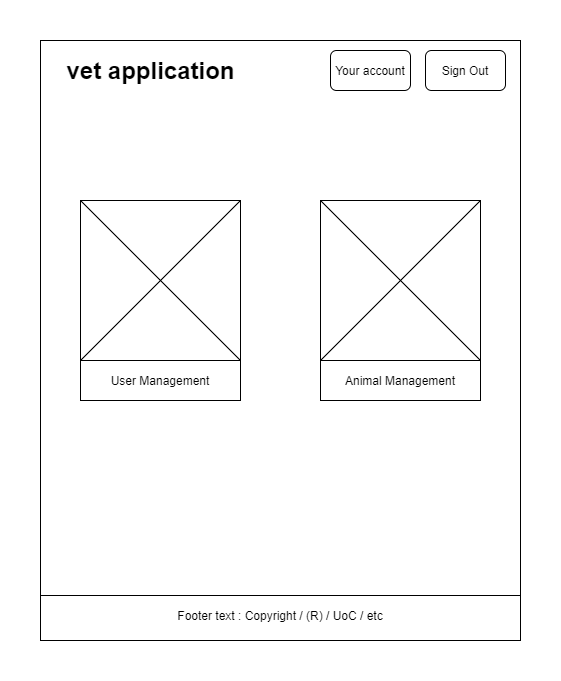 vet application
Your account
Sign Out
User Management
Animal Management
Footer text : Copyright / (R) / UoC / etc